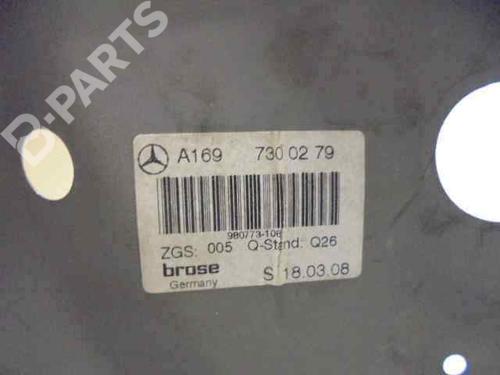 D-PARTS
A169 730 02 79
980773-106
ZGS: 005 Q-Stand: Q26
brose
Germany
S 18.03.08